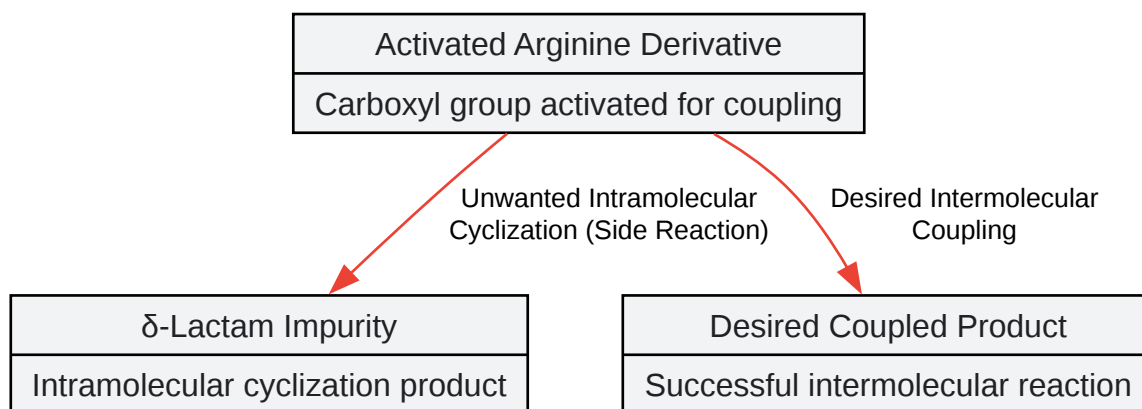 Activated Arginine Derivative
Carboxyl group activated for coupling
Unwanted Intramolecular
Cyclization (Side Reaction)
Desired Intermolecular
Coupling
δ-Lactam Impurity
Intramolecular cyclization product
Desired Coupled Product
Successful intermolecular reaction